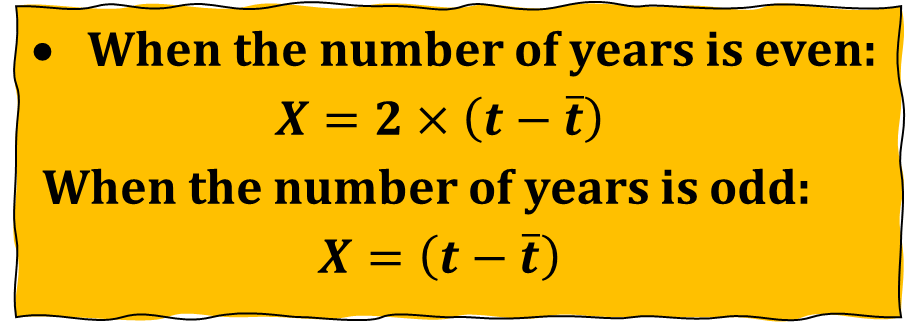 • When the number of years is even:
X = 2 × (t − t̄)
When the number of years is odd:
X = (t − t̄)